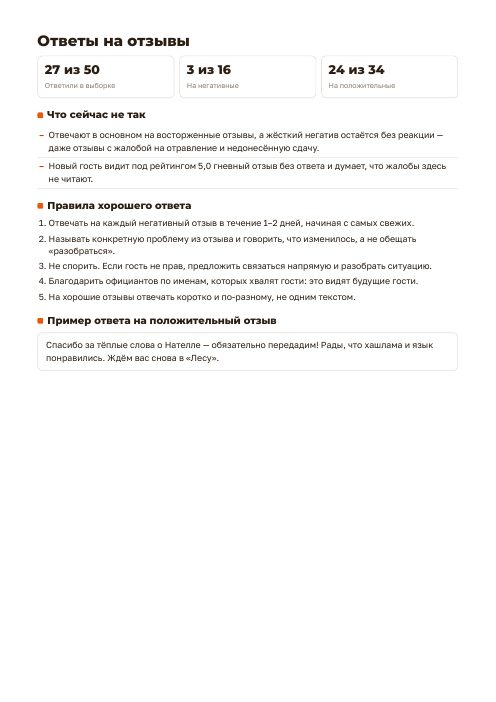 Ответы на отзывы
27 из 50
Ответили в выборке
3 из 16
На негативные
24 из 34
На положительные
Что сейчас не так
– Отвечают в основном на восторженные отзывы, а жёсткий негатив остаётся без реакции —
даже отзывы с жалобой на отравление и недонесённую сдачу.
– Новый гость видит под рейтингом 5,0 гневный отзыв без ответа и думает, что жалобы здесь
не читают.
Правила хорошего ответа
1. Отвечать на каждый негативный отзыв в течение 1–2 дней, начиная с самых свежих.
2. Называть конкретную проблему из отзыва и говорить, что изменилось, а не обещать
«разобраться».
3. Не спорить. Если гость не прав, предложить связаться напрямую и разобрать ситуацию.
4. Благодарить официантов по именам, которых хвалят гости: это видят будущие гости.
5. На хорошие отзывы отвечать коротко и по-разному, не одним текстом.
Пример ответа на положительный отзыв
Спасибо за тёплые слова о Нателле — обязательно передадим! Рады, что хашлама и язык
понравились. Ждём вас снова в «Лесу».